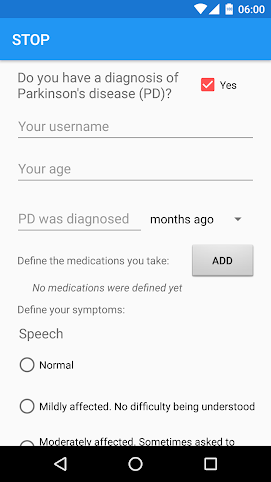 06:00
STOP
Do you have a diagnosis of
Parkinson's disease (PD)?
Yes
Your username
Your age
PD was diagnosed months ago
Define the medications you take: ADD
No medications were defined yet
Define your symptoms:
Speech
Normal
Mildly affected. No difficulty being understood
Moderately affected. Sometimes asked to